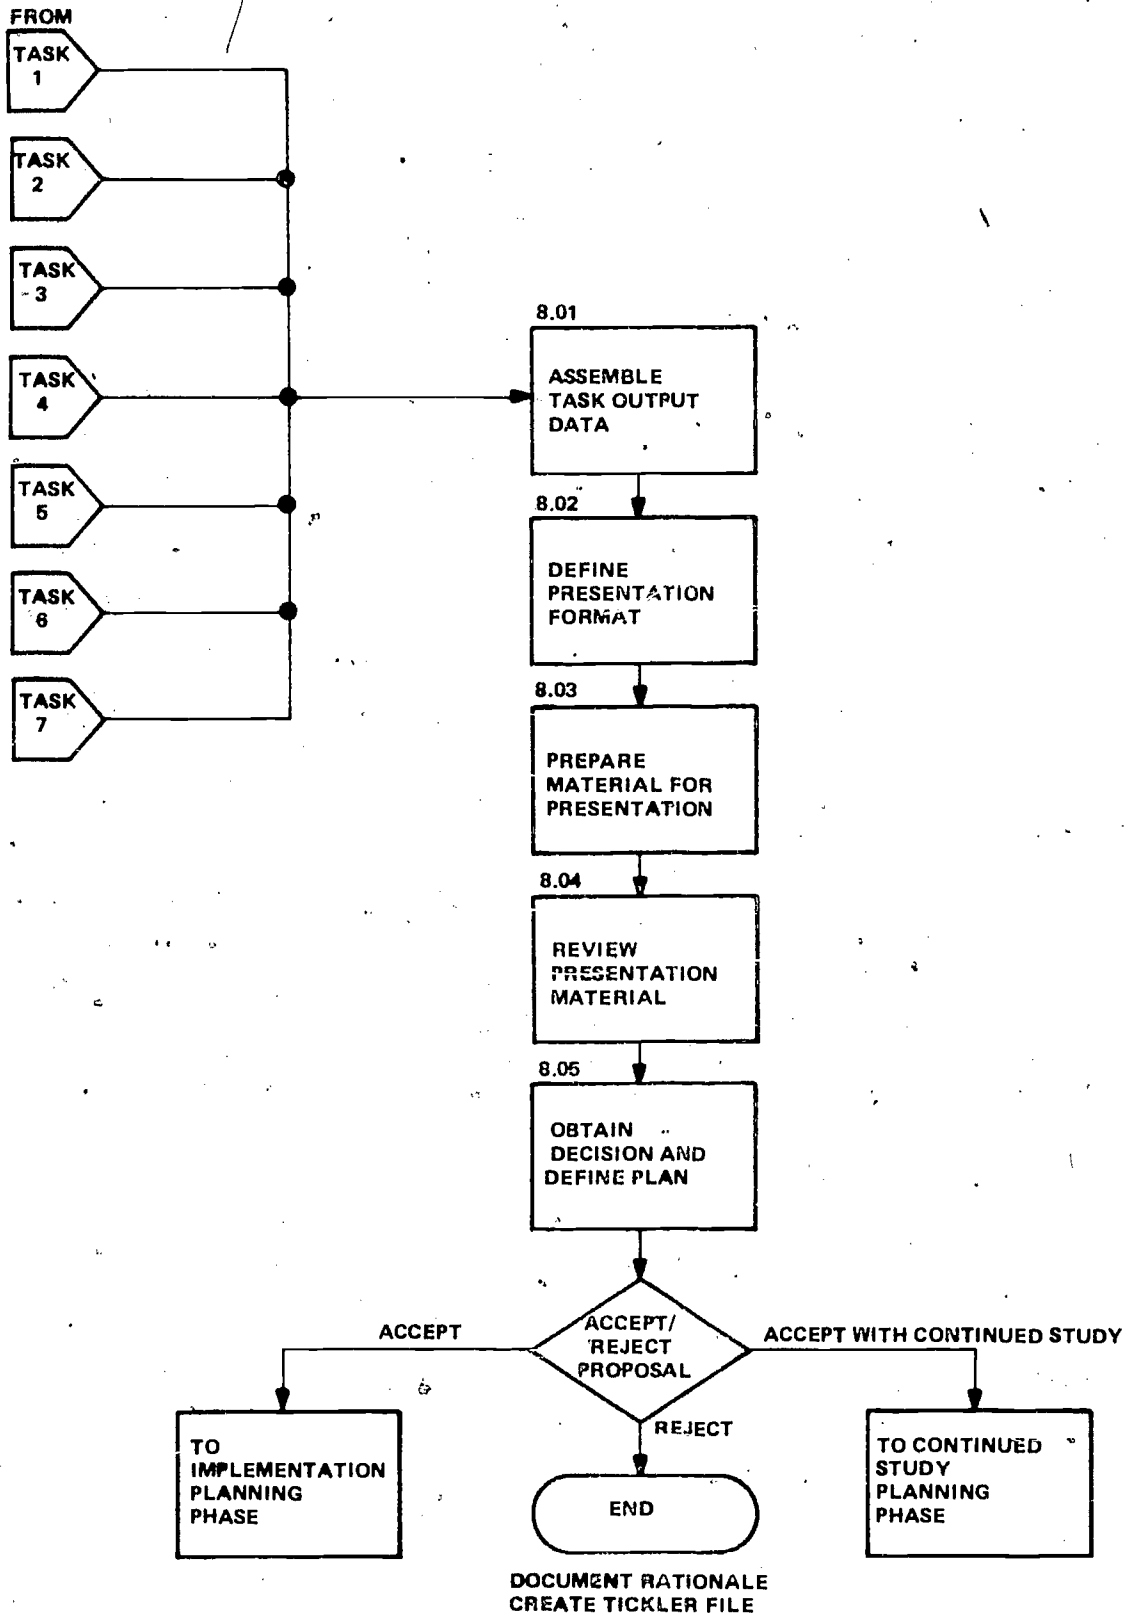 FROM
TASK
1
TASK
2
TASK
3
TASK
4
TASK
5
TASK
6
TASK
7
8.01
ASSEMBLE
TASK OUTPUT
DATA
8.02
DEFINE
PRESENTATION
FORMAT
8.03
PREPARE
MATERIAL FOR
PRESENTATION
8.04
REVIEW
PRESENTATION
MATERIAL
8.05
OBTAIN
DECISION AND
DEFINE PLAN
ACCEPT/
REJECT
PROPOSAL
ACCEPT
ACCEPT WITH CONTINUED STUDY
REJECT
TO
IMPLEMENTATION
PLANNING
PHASE
END
TO CONTINUED
STUDY
PLANNING
PHASE
DOCUMENT RATIONALE
CREATE TICKLER FILE